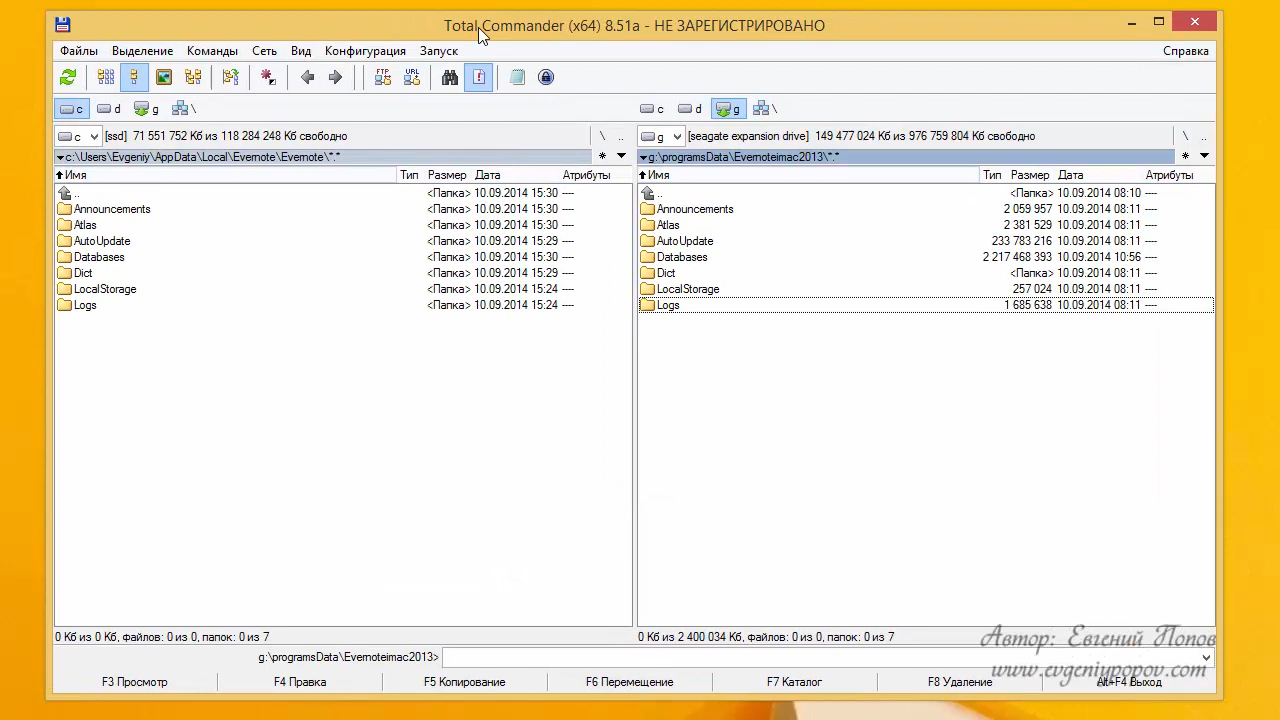 Total Commander (x64) 8.51a - НЕ ЗАРЕГИСТРИРОВАНО
Файлы Выделение Команды Сеть Вид Конфигурация Запуск Справка
FTP URL
c d g \
c d g \
c [ssd] 71 551 752 Кб из 118 284 248 Кб свободно \ ..
g [seagate expansion drive] 149 477 024 Кб из 976 759 804 Кб свободно \ ..
c:\Users\Evgeniy\AppData\Local\Evernote\Evernote\*.* *
g:\programsData\Evernoteimac2013\*.* *
Имя Тип Размер Дата Атрибуты
.. <Папка> 10.09.2014 15:30 ----
Announcements <Папка> 10.09.2014 15:30 ----
Atlas <Папка> 10.09.2014 15:30 ----
AutoUpdate <Папка> 10.09.2014 15:29 ----
Databases <Папка> 10.09.2014 15:30 ----
Dict <Папка> 10.09.2014 15:29 ----
LocalStorage <Папка> 10.09.2014 15:24 ----
Logs <Папка> 10.09.2014 15:24 ----
Имя Тип Размер Дата Атрибуты
.. <Папка> 10.09.2014 08:10 ----
Announcements 2 059 957 10.09.2014 08:11 ----
Atlas 2 381 529 10.09.2014 08:11 ----
AutoUpdate 233 783 216 10.09.2014 08:11 ----
Databases 2 217 468 393 10.09.2014 10:56 ----
Dict <Папка> 10.09.2014 08:11 ----
LocalStorage 257 024 10.09.2014 08:11 ----
Logs 1 685 638 10.09.2014 08:11 ----
0 Кб из 0 Кб, файлов: 0 из 0, папок: 0 из 7
0 Кб из 2 400 034 Кб, файлов: 0 из 0, папок: 0 из 7
g:\programsData\Evernoteimac2013>
F3 Просмотр F4 Правка F5 Копирование F6 Перемещение F7 Каталог F8 Удаление Alt+F4 Выход
Автор: Евгений Попов
www.evgeniypopov.com